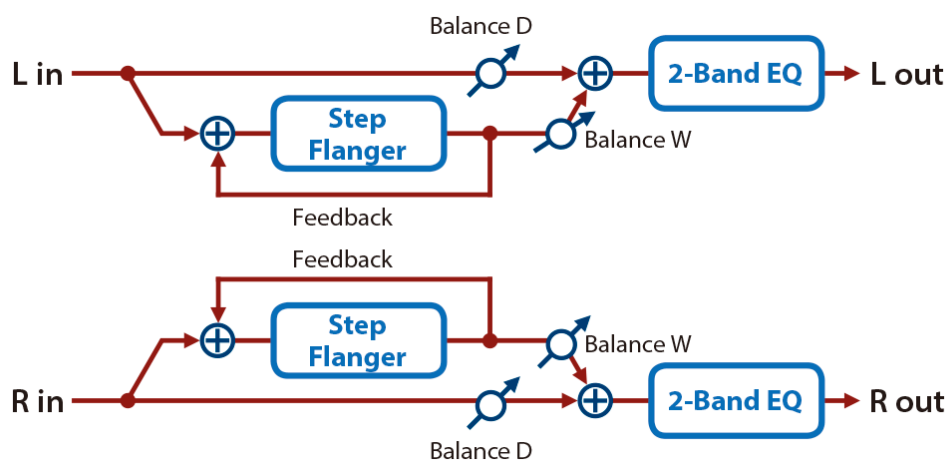 Balance D
L in
2-Band EQ
L out
Step
Flanger
Balance W
Feedback
Feedback
Step
Flanger
Balance W
R in
2-Band EQ
R out
Balance D